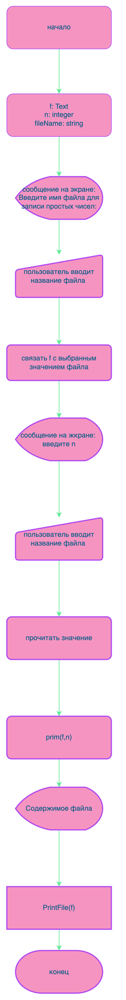 начало
f: Text
n: integer
fileName: string
сообщение на экране:
Введите имя файла для
записи простых чисел:
пользователь вводит
название файла
связать f с выбранным
значением файла
сообщение на жкране:
введите n
пользователь вводит
название файла
прочитать значение
prim(f,n)
Содержимое файла
PrintFile(f)
конец